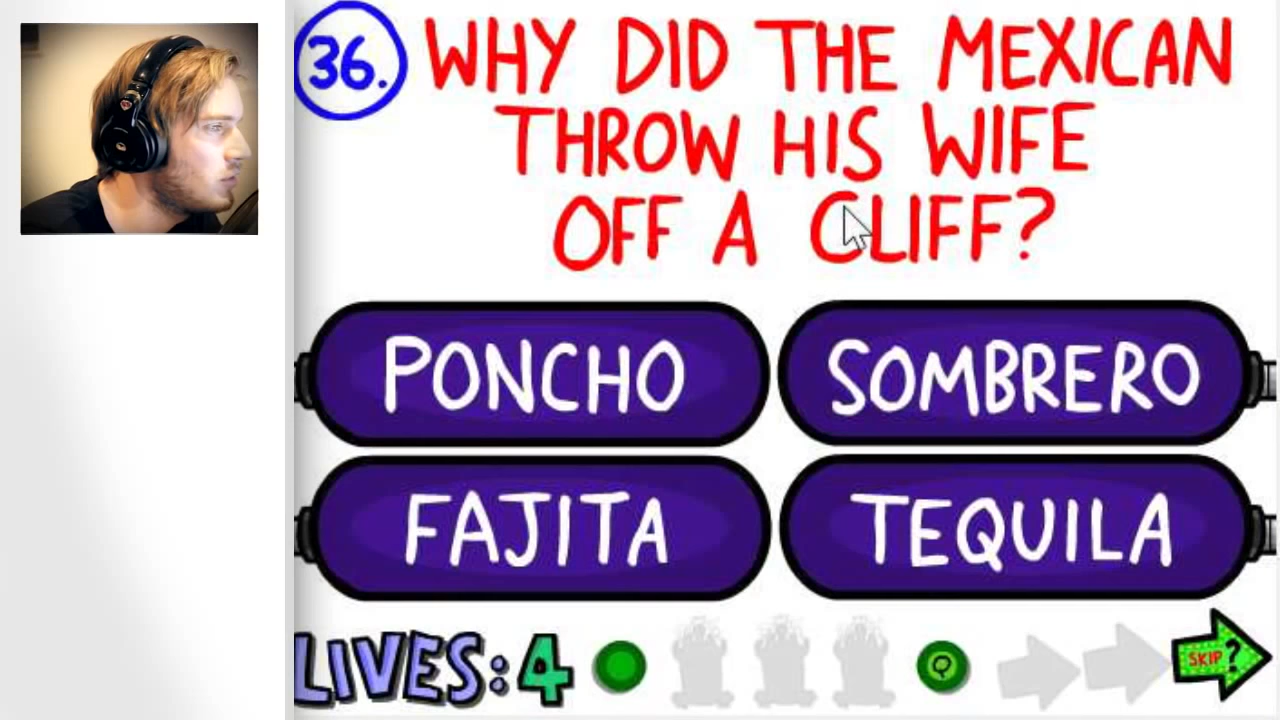 36. WHY DID THE MEXICAN
THROW HIS WIFE
OFF A CLIFF?
PONCHO
SOMBRERO
FAJITA
TEQUILA
LIVES: 4
Q
SKIP?